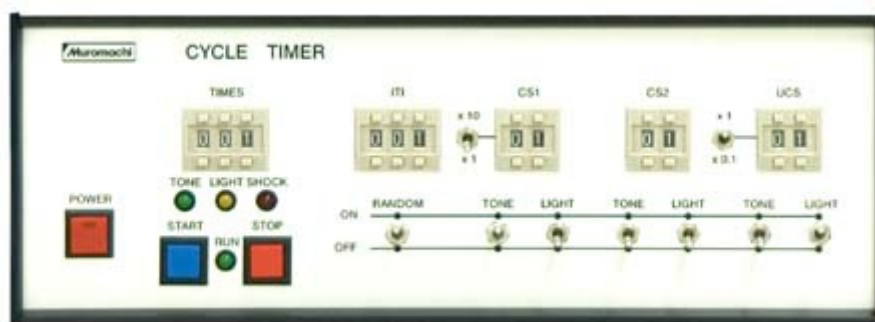 Muromachi CYCLE TIMER
TIMES ITI CS1 CS2 UCS
x 10 x 1
0 0 1 0 0 1 0 1 0 1 0 1
x 1 x 0.1
TONE LIGHT SHOCK
POWER RANDOM TONE LIGHT TONE LIGHT TONE LIGHT
ON
START STOP
RUN
OFF